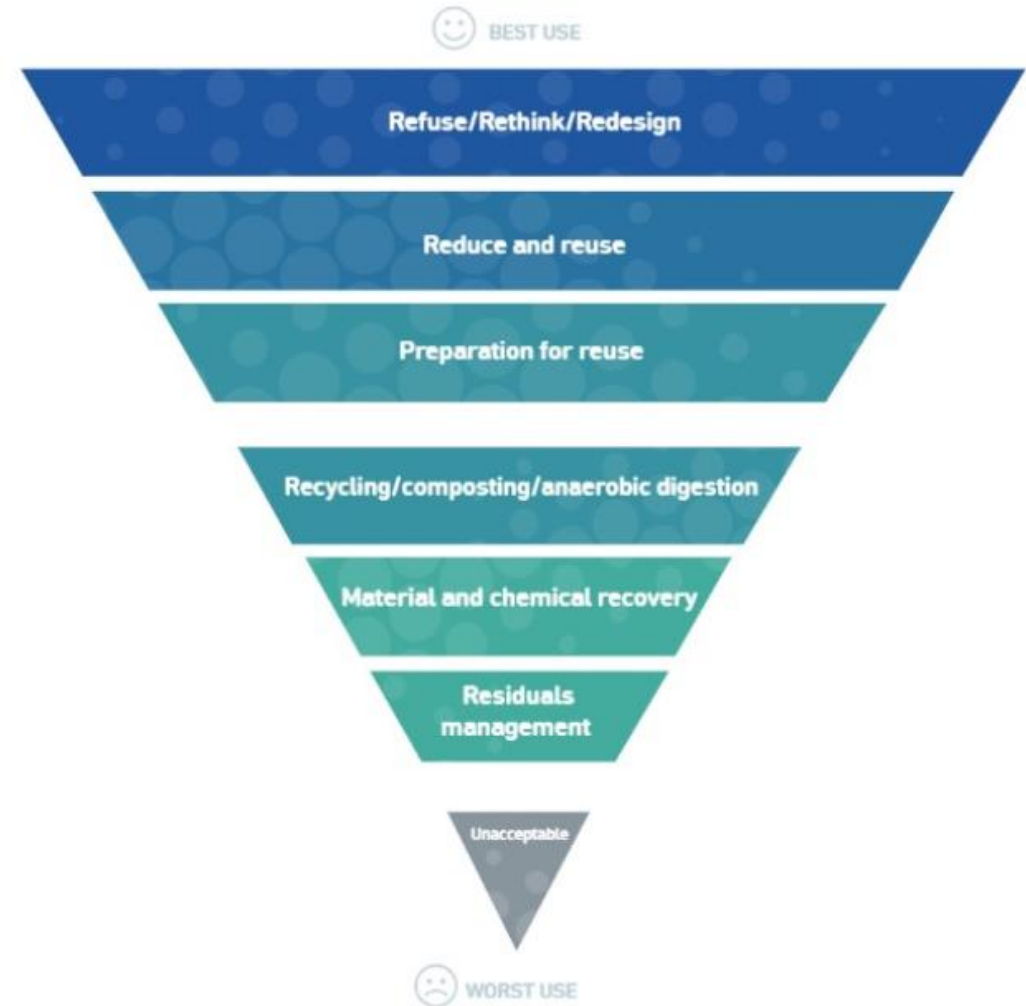 BEST USE
Refuse/Rethink/Redesign
Reduce and reuse
Preparation for reuse
Recycling/composting/anaerobic digestion
Material and chemical recovery
Residuals
management
Unacceptable
WORST USE